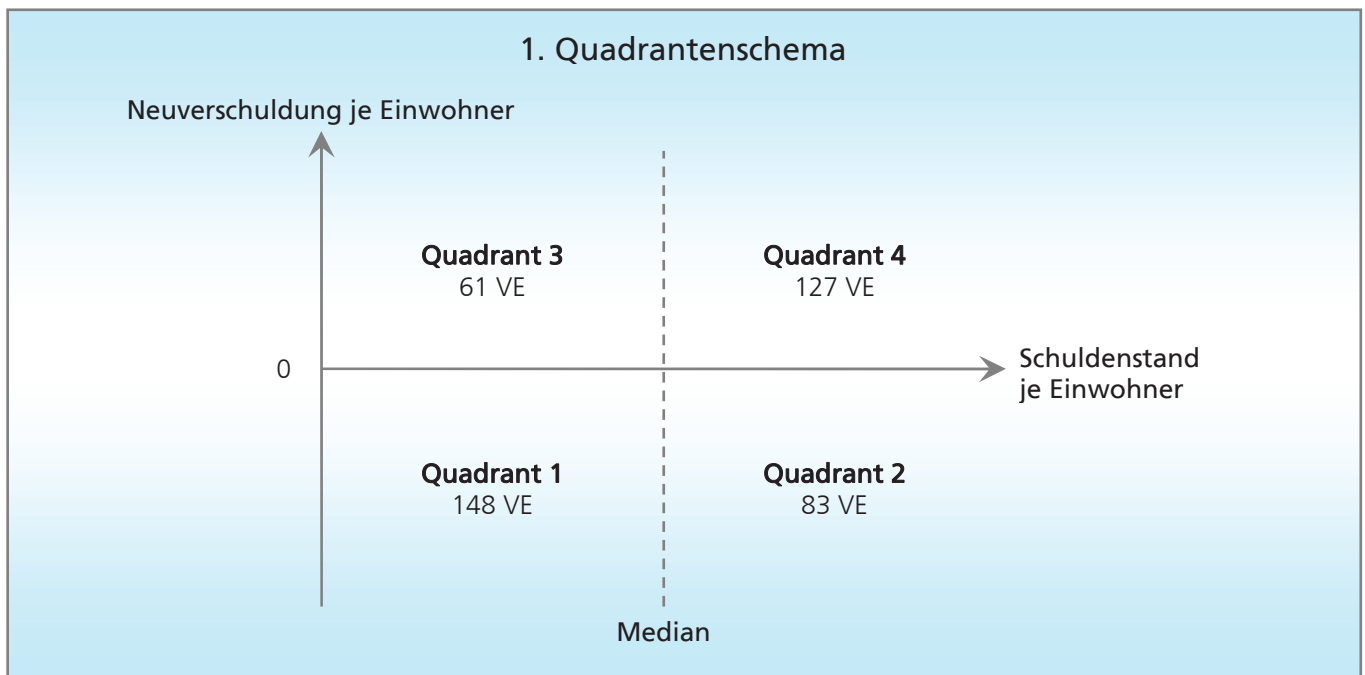 1. Quadrantenschema
Neuverschuldung je Einwohner
Quadrant 3
61 VE
Quadrant 4
127 VE
0
Schuldenstand
je Einwohner
Quadrant 1
148 VE
Quadrant 2
83 VE
Median